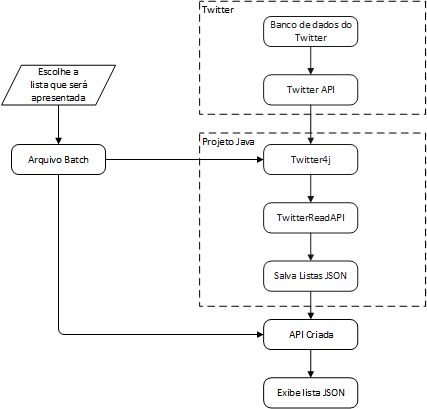 Twitter
Banco de dados do
Twitter
Twitter API
Escolhe a
lista que será
apresentada
Projeto Java
Arquivo Batch
Twitter4j
TwitterReadAPI
Salva Listas JSON
API Criada
Exibe lista JSON